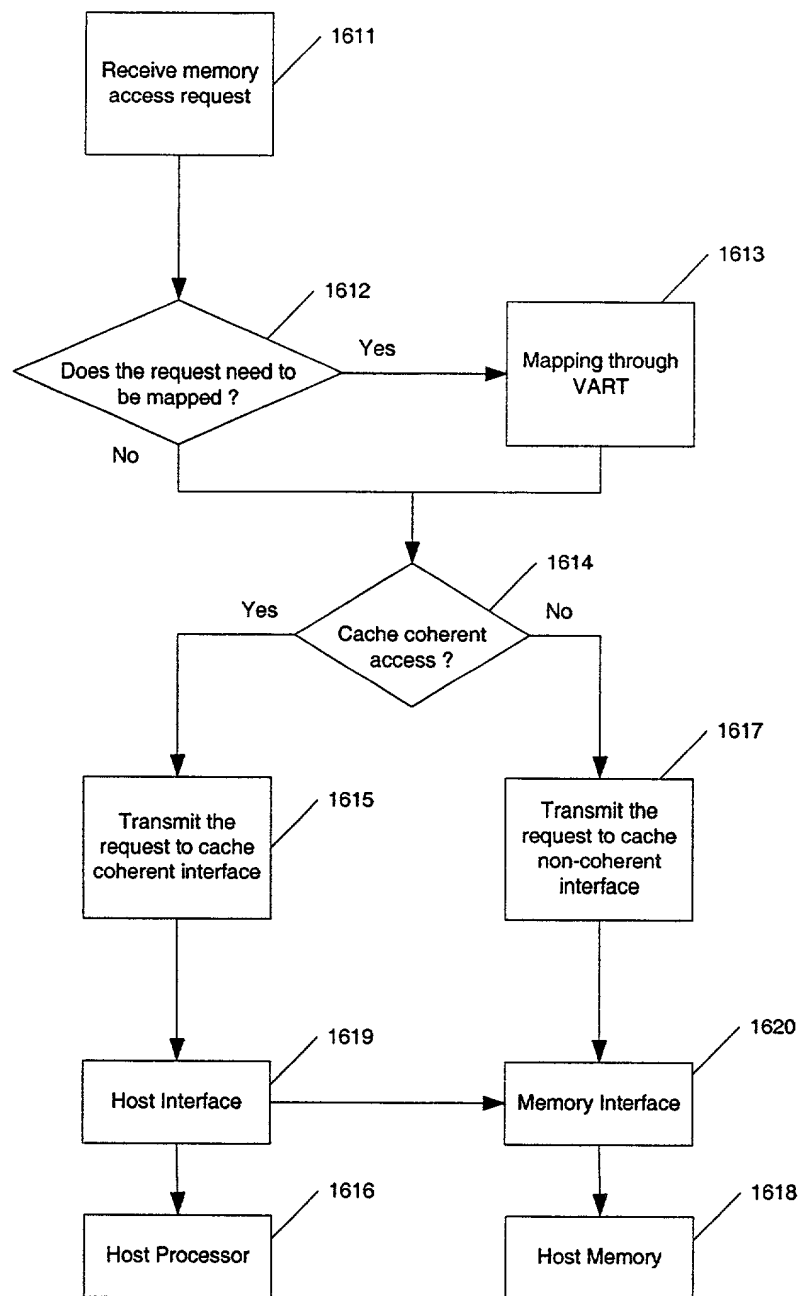 1611
Receive memory
access request
1613
1612
Yes
Mapping through
VART
Does the request need to
be mapped ?
No
1614
Yes
No
Cache coherent
access ?
1617
1615
Transmit the
request to cache
coherent interface
Transmit the
request to cache
non-coherent
interface
1619
1620
Host Interface
Memory Interface
1616
1618
Host Processor
Host Memory